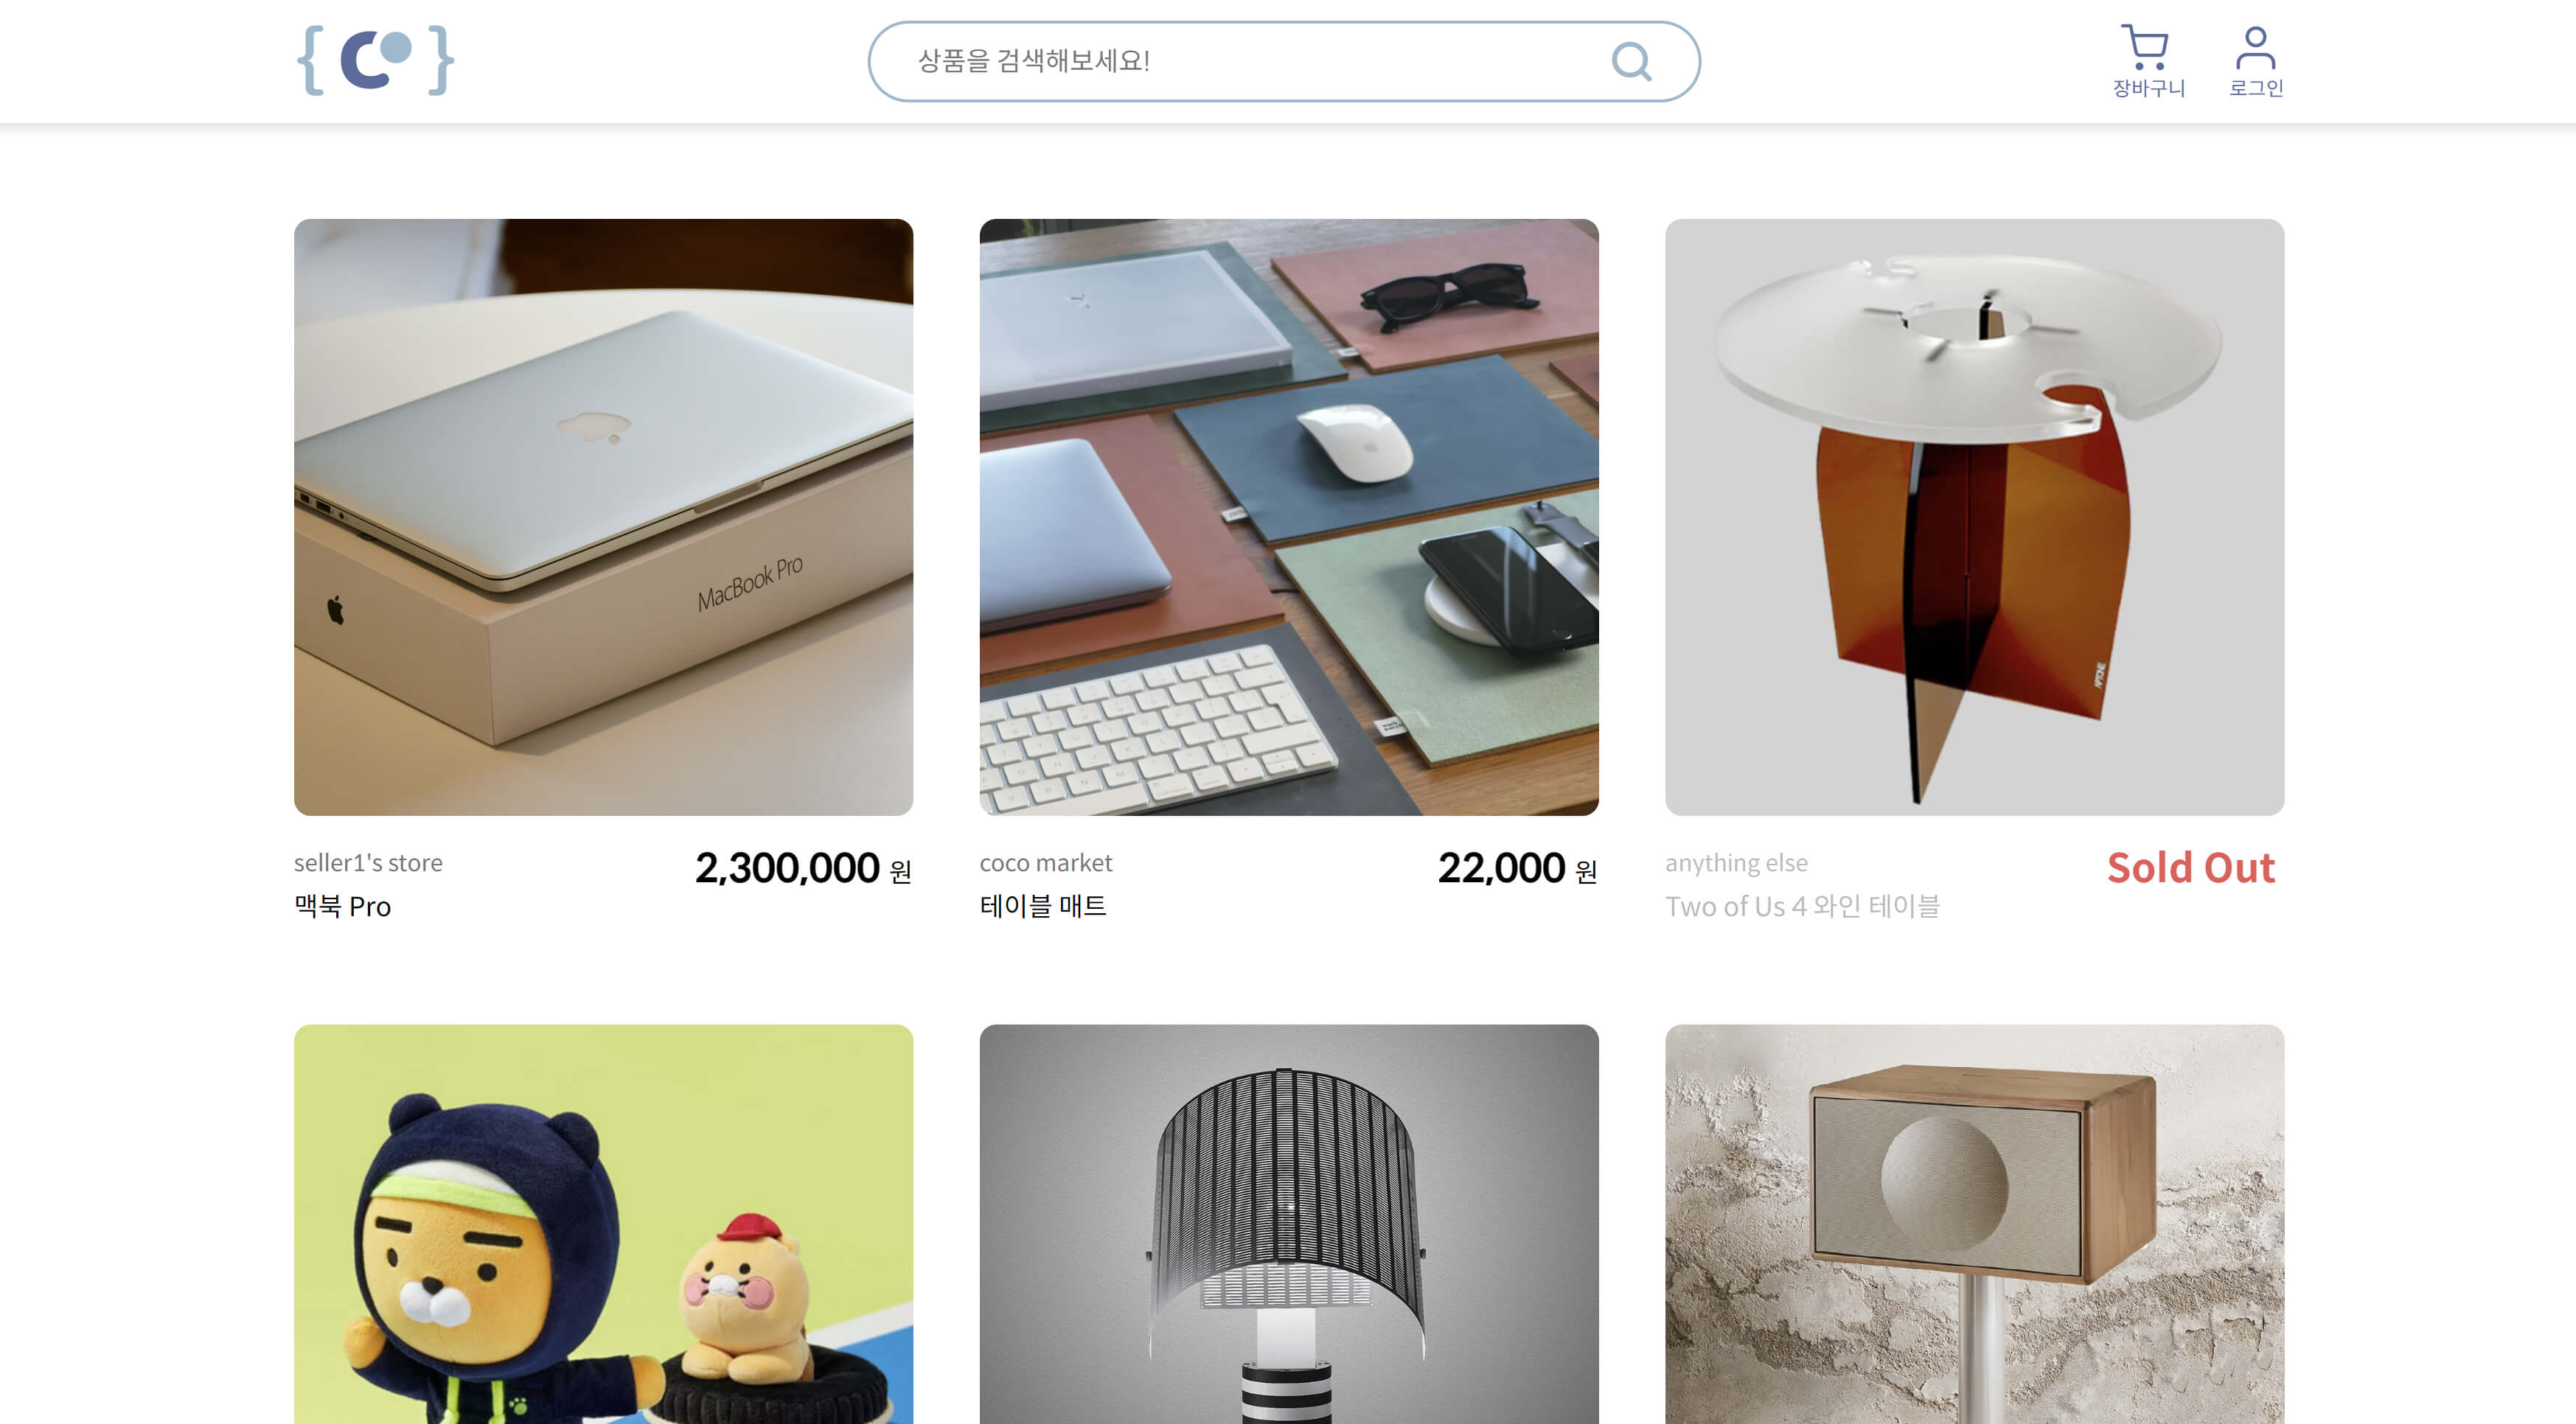 { co }
상품을 검색해보세요!
장바구니
로그인
MacBook Pro
seller1's store
2,300,000 원
맥북 Pro
coco market
22,000 원
테이블 매트
anything else
Sold Out
Two of Us 4 와인 테이블